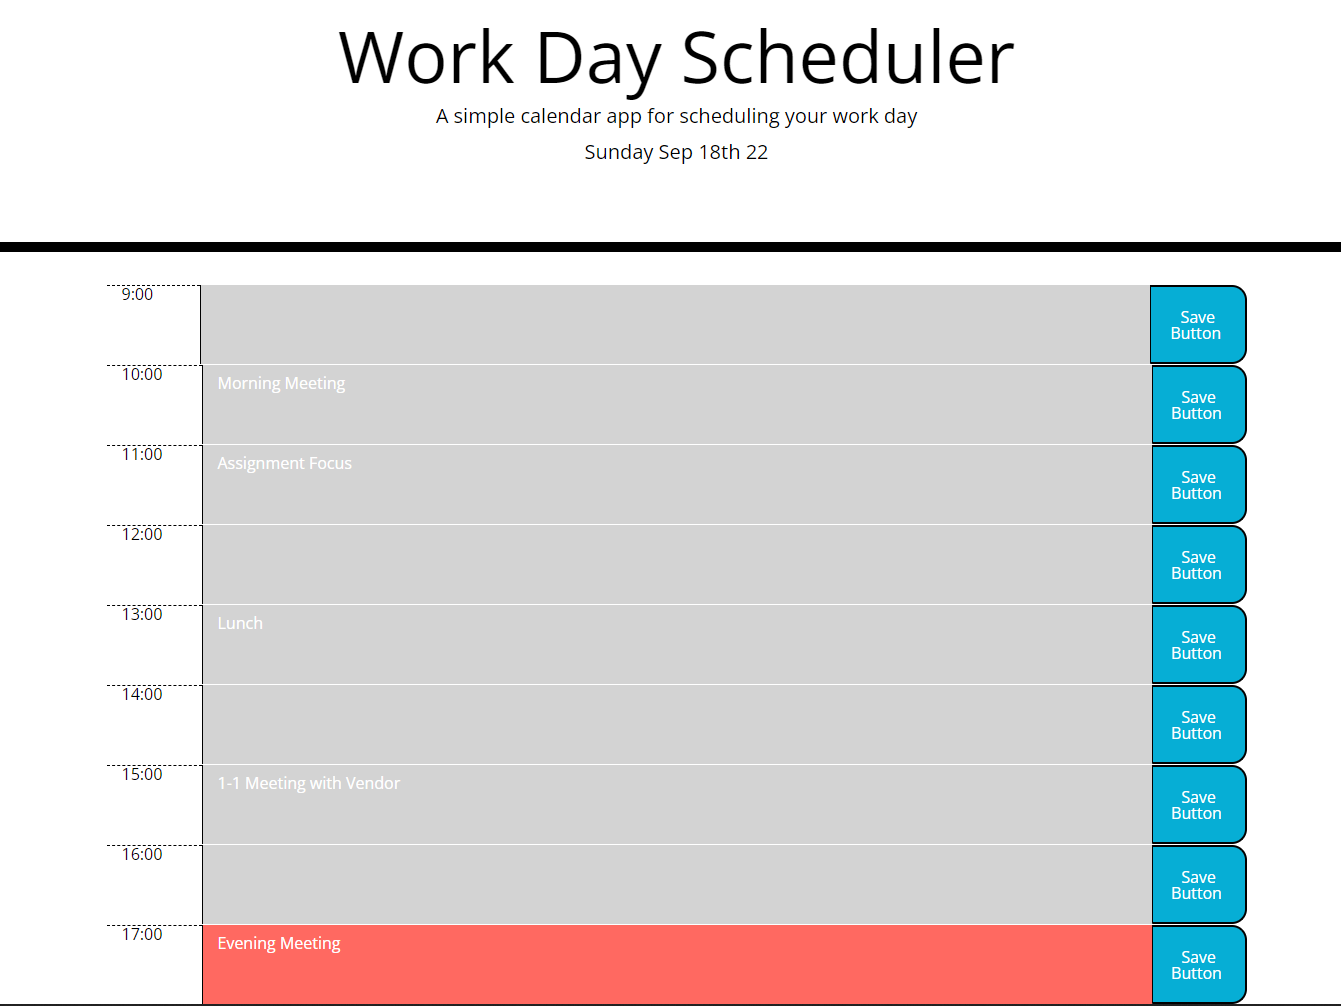 Work Day Scheduler
A simple calendar app for scheduling your work day
Sunday Sep 18th 22
9:00
Save
Button
10:00
Morning Meeting
Save
Button
11:00
Assignment Focus
Save
Button
12:00
Save
Button
13:00
Lunch
Save
Button
14:00
Save
Button
15:00
1-1 Meeting with Vendor
Save
Button
16:00
Save
Button
17:00
Evening Meeting
Save
Button